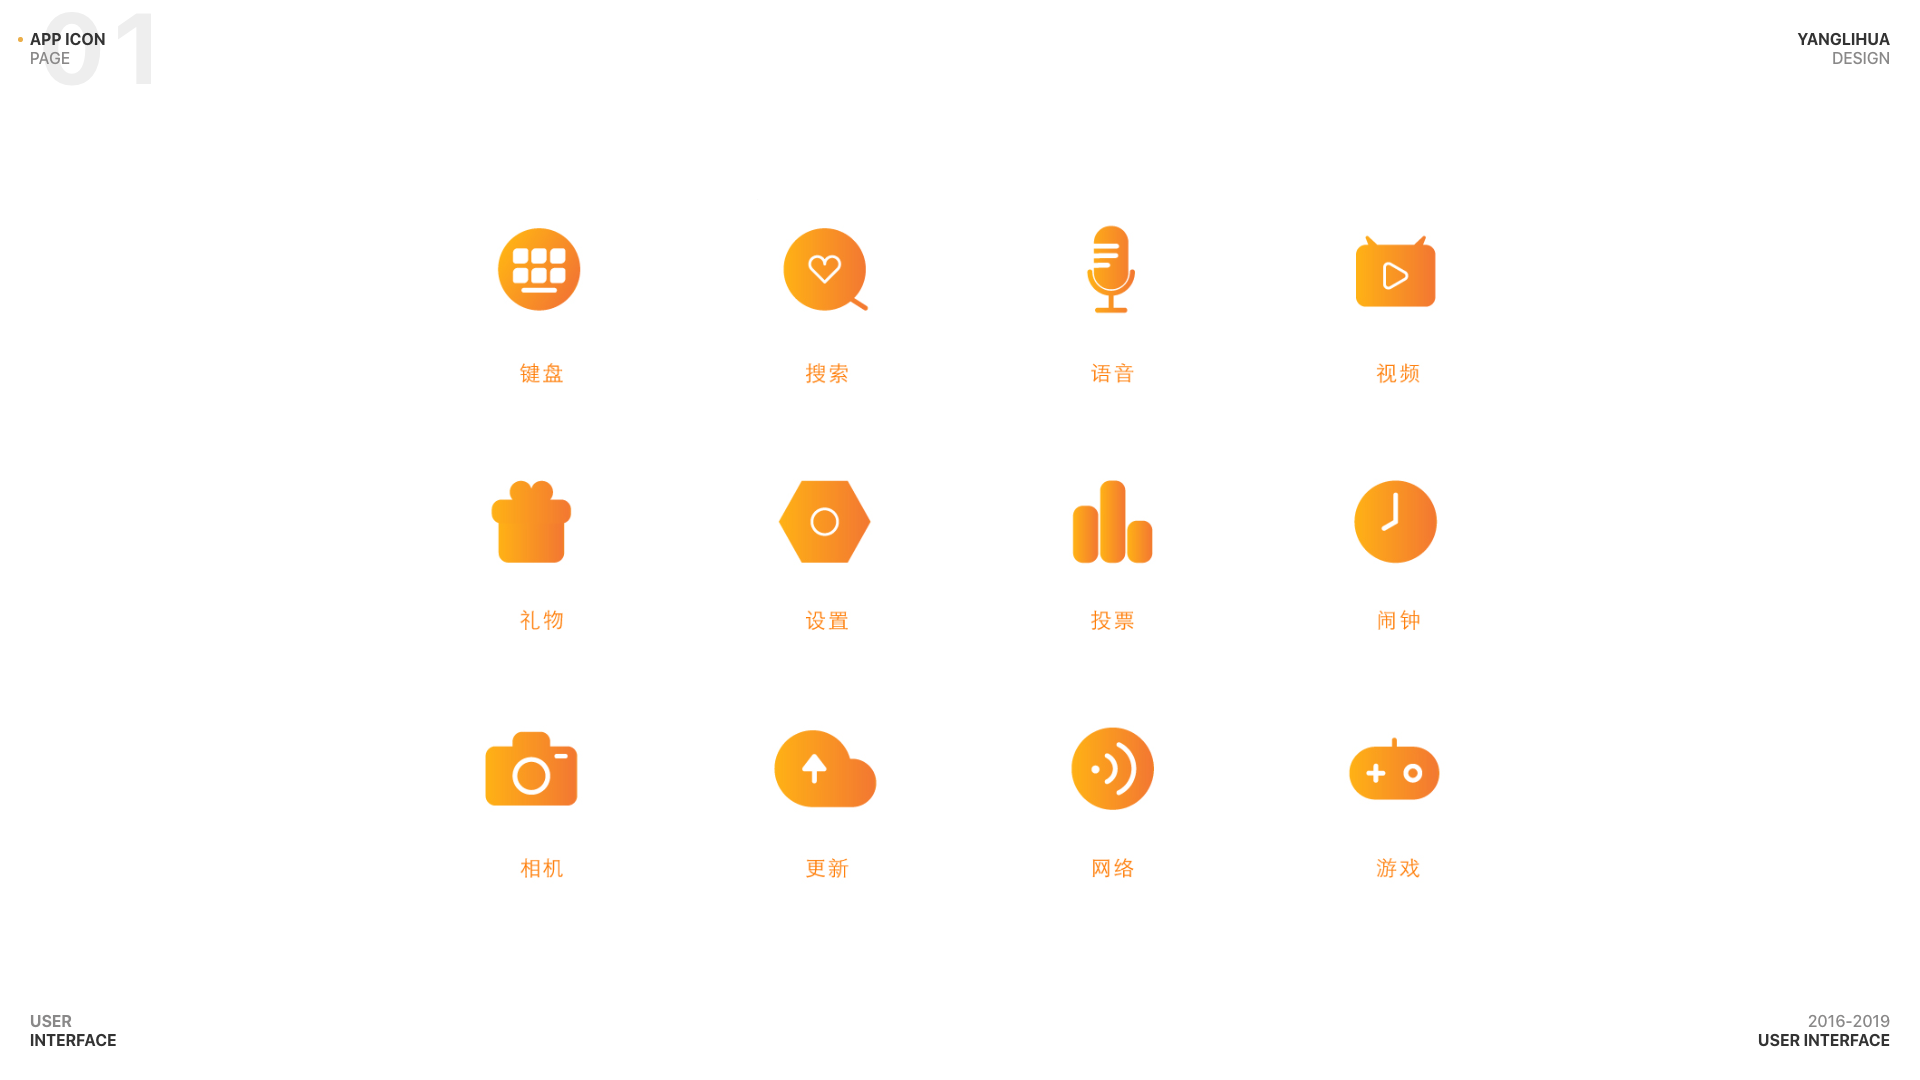 01
APP ICON
PAGE
YANGLIHUA
DESIGN
键盘
搜索
语音
视频
礼物
设置
投票
闹钟
相机
更新
网络
游戏
USER
INTERFACE
2016-2019
USER INTERFACE